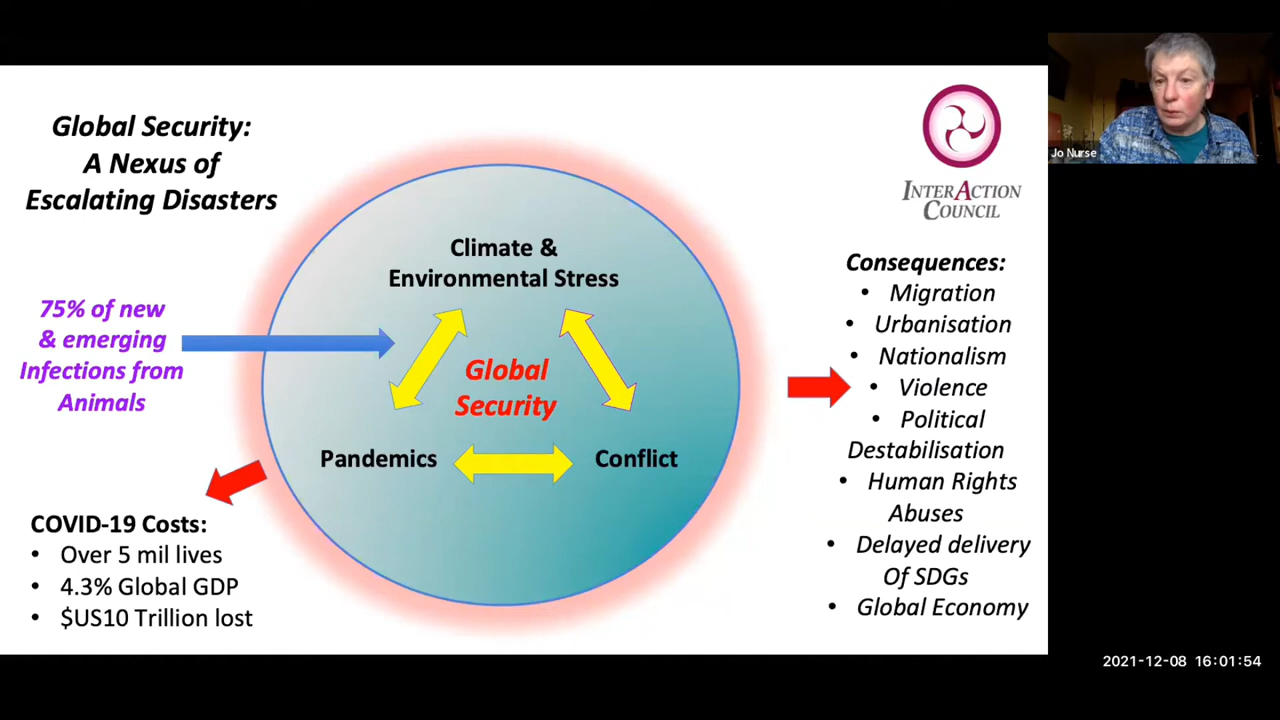 Global Security:
A Nexus of
Escalating Disasters
75% of new
& emerging
Infections from
Animals
COVID-19 Costs:
• Over 5 mil lives
• 4.3% Global GDP
• $US10 Trillion lost
Climate &
Environmental Stress
Global
Security
Pandemics
Conflict
INTERACTION
COUNCIL
Consequences:
• Migration
• Urbanisation
• Nationalism
• Violence
• Political
Destabilisation
• Human Rights
Abuses
• Delayed delivery
Of SDGs
• Global Economy
Jo Nurse
2021-12-08 16:01:54